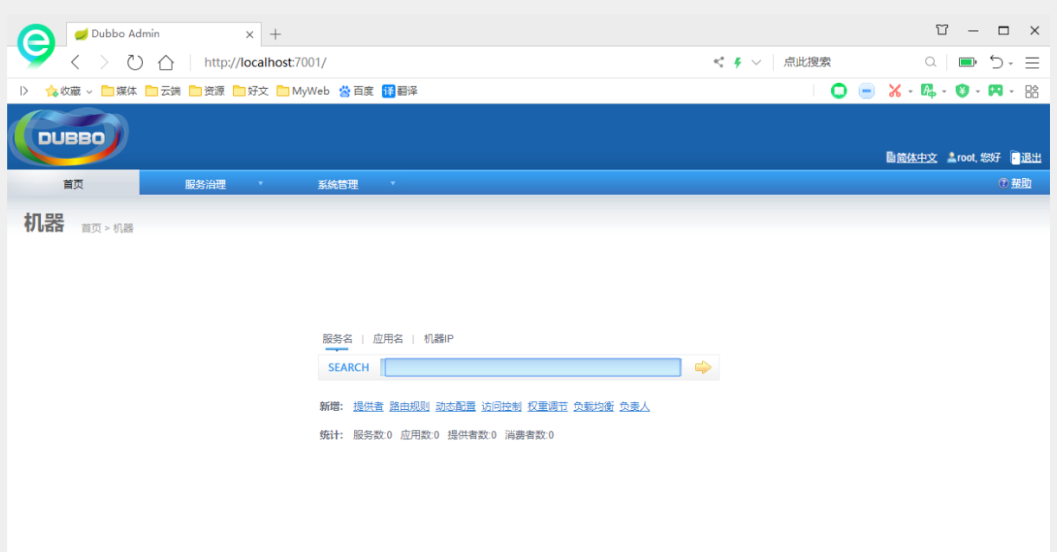 Dubbo Admin
http://localhost:7001/
点此搜索
收藏 媒体 云端 资源 好文 MyWeb 百度 译 翻译
DUBBO
简体中文 root, 您好 退出
首页 服务治理 系统管理 帮助
机器 首页 > 机器
服务名 | 应用名 | 机器IP
SEARCH
新增: 提供者 路由规则 动态配置 访问控制 权重调节 负载均衡 负责人
统计: 服务数:0 应用数:0 提供者数:0 消费者数:0